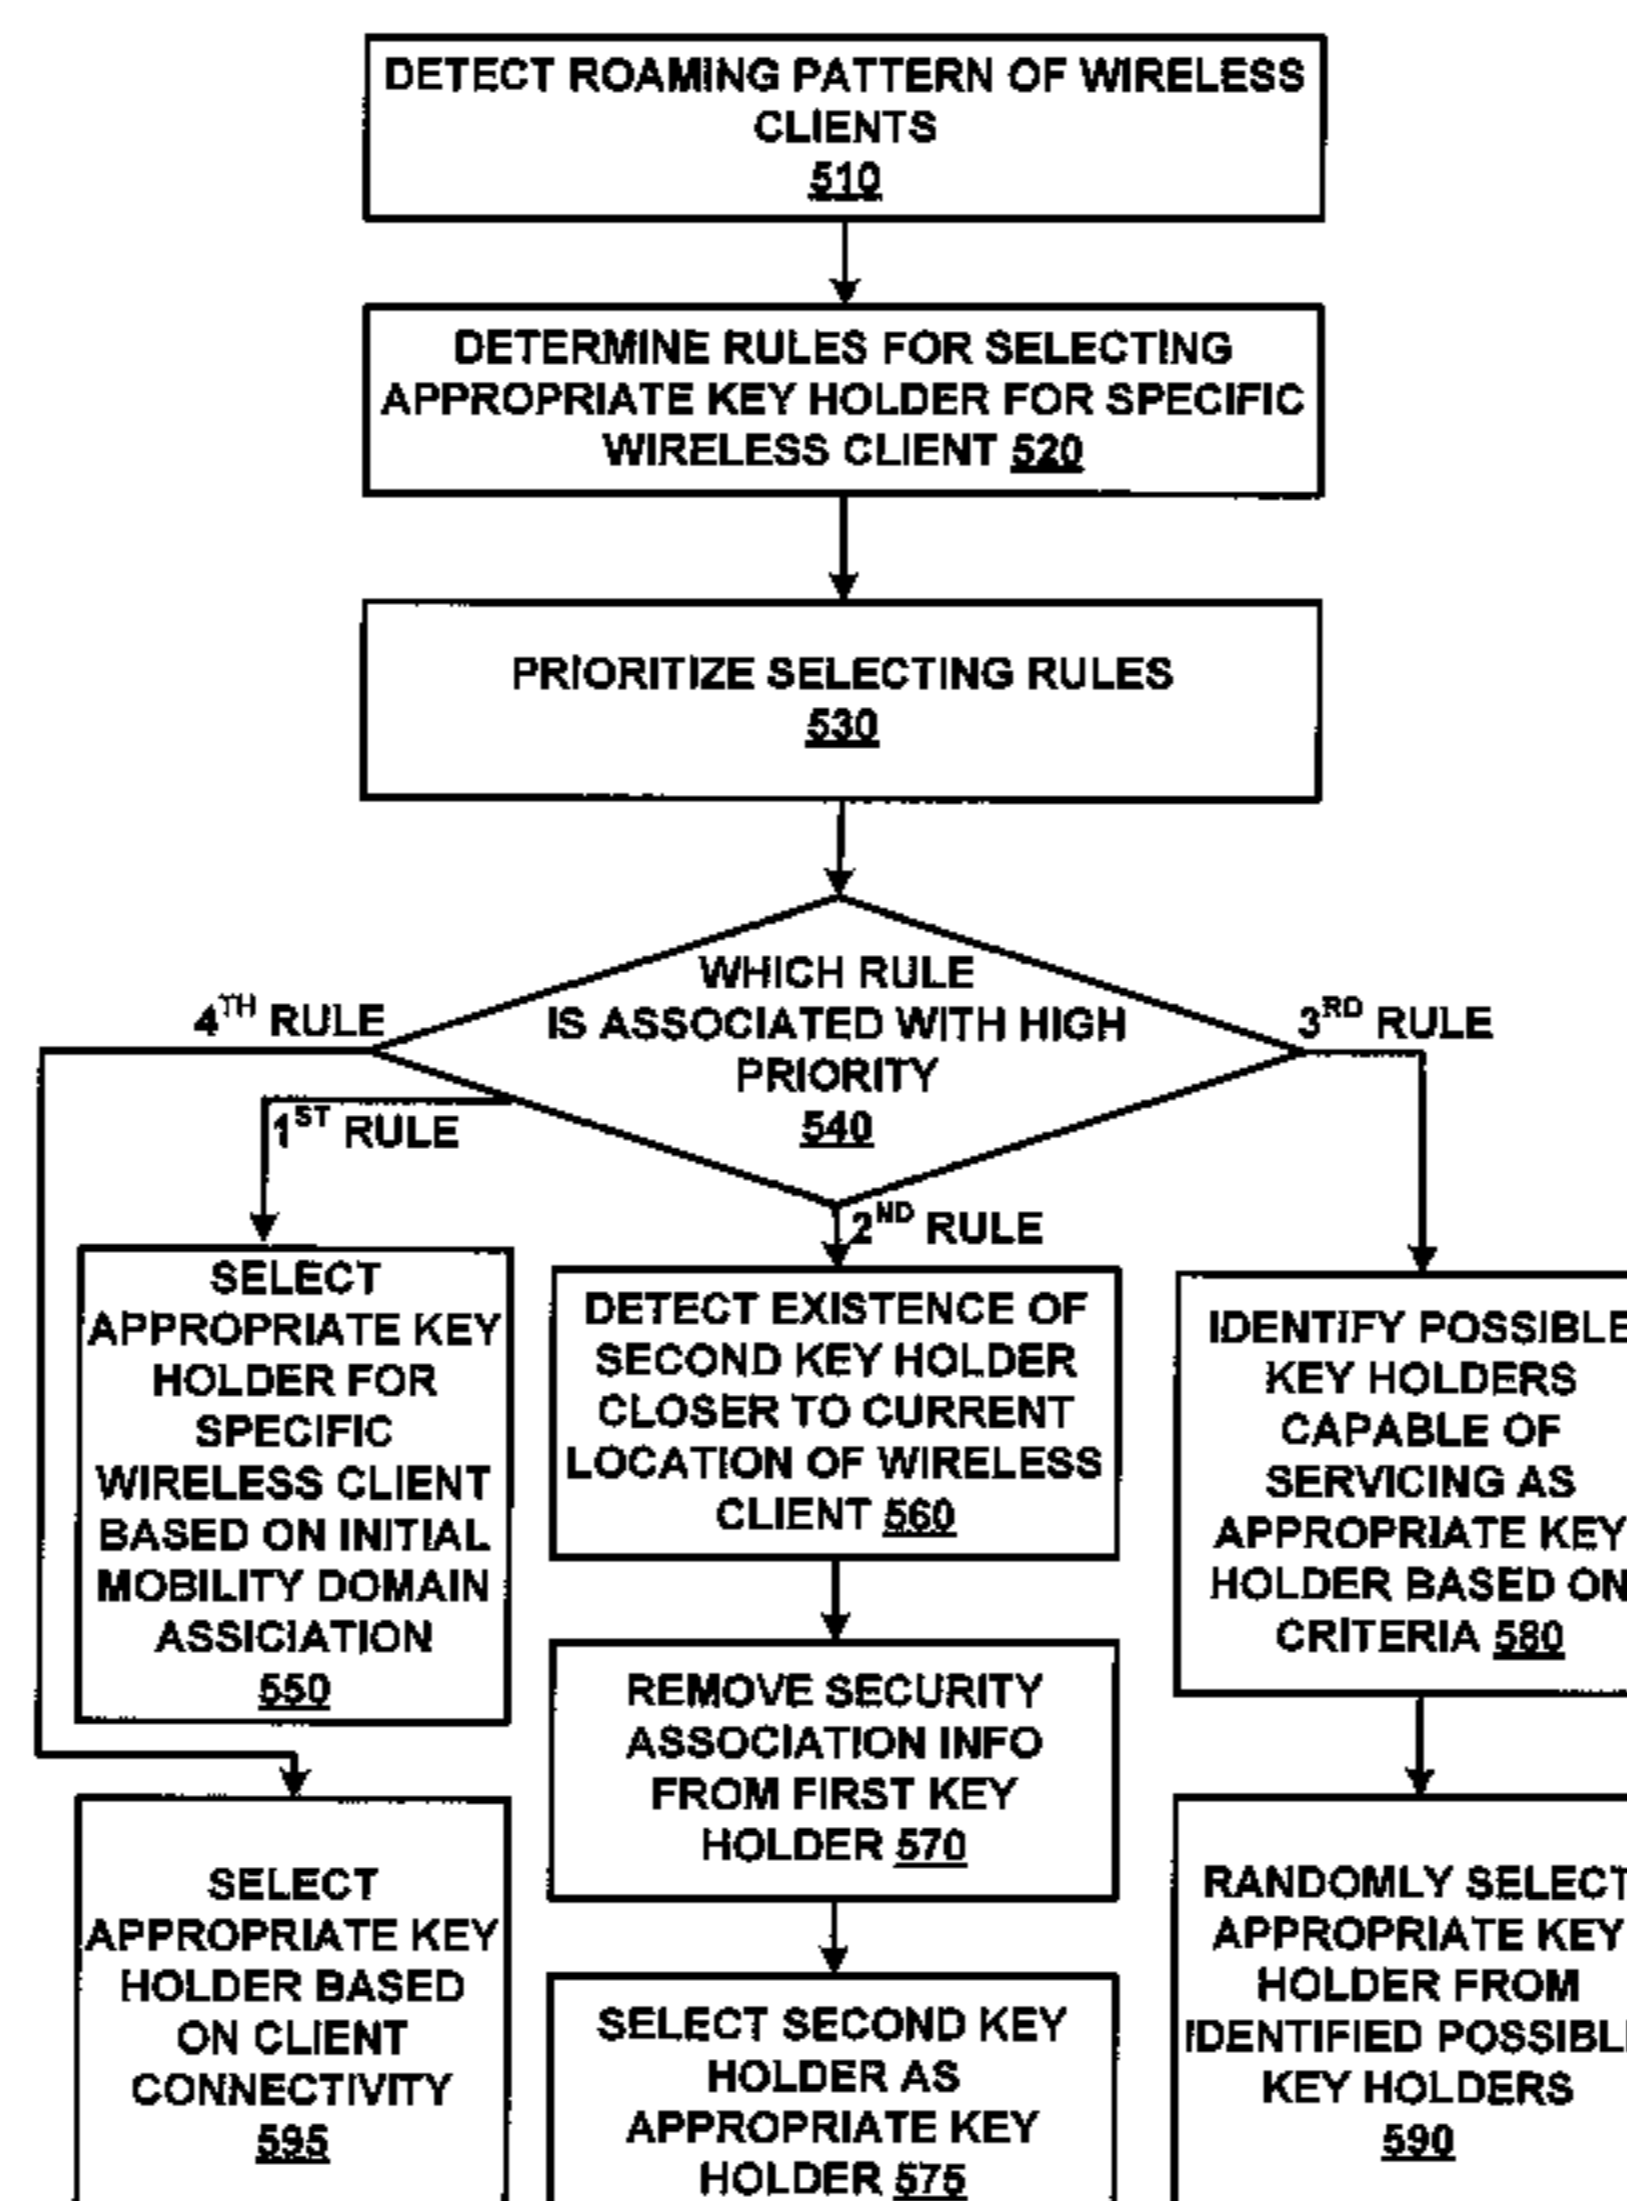 DETECT ROAMING PATTERN OF WIRELESS
CLIENTS
510
DETERMINE RULES FOR SELECTING
APPROPRIATE KEY HOLDER FOR SPECIFIC
WIRELESS CLIENT 520
PRIORITIZE SELECTING RULES
530
WHICH RULE
IS ASSOCIATED WITH HIGH
PRIORITY
540
4TH RULE
3RD RULE
1ST RULE
2ND RULE
SELECT
APPROPRIATE KEY
HOLDER FOR
SPECIFIC
WIRELESS CLIENT
BASED ON INITIAL
MOBILITY DOMAIN
ASSICIATION
550
DETECT EXISTENCE OF
SECOND KEY HOLDER
CLOSER TO CURRENT
LOCATION OF WIRELESS
CLIENT 560
IDENTIFY POSSIBLE
KEY HOLDERS
CAPABLE OF
SERVICING AS
APPROPRIATE KEY
HOLDER BASED ON
CRITERIA 580
REMOVE SECURITY
ASSOCIATION INFO
FROM FIRST KEY
HOLDER 570
SELECT
APPROPRIATE KEY
HOLDER BASED
ON CLIENT
CONNECTIVITY
595
SELECT SECOND KEY
HOLDER AS
APPROPRIATE KEY
HOLDER 575
RANDOMLY SELECT
APPROPRIATE KEY
HOLDER FROM
IDENTIFIED POSSIBL
KEY HOLDERS
590